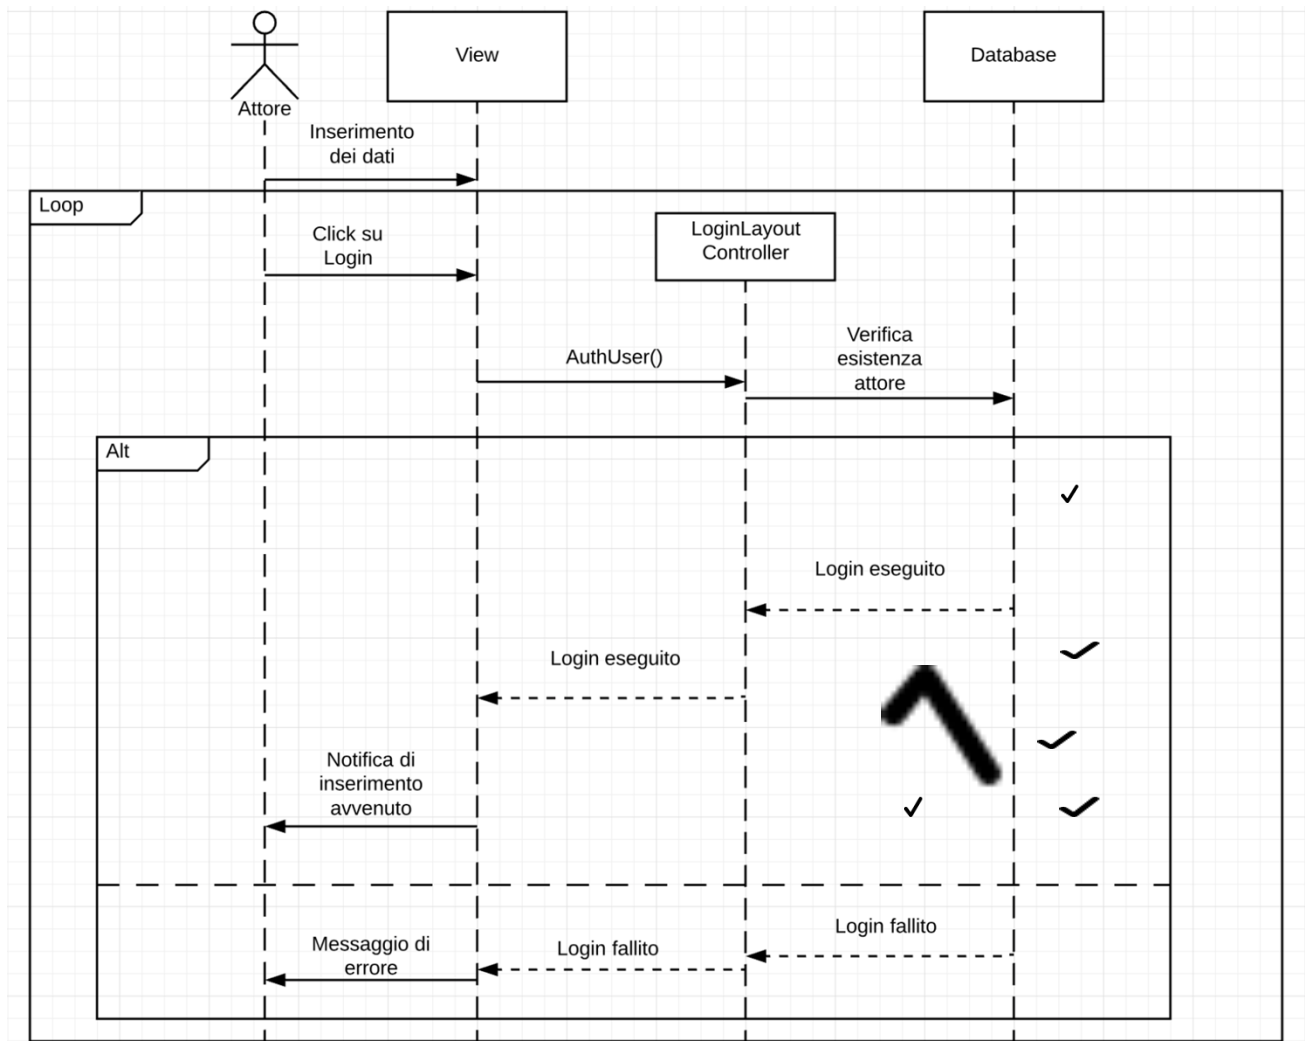 View
Database
Attore
Inserimento
dei dati
Loop
LoginLayout
Controller
Click su
Login
Verifica
esistenza
attore
AuthUser()
Alt
Login eseguito
Login eseguito
Notifica di
inserimento
avvenuto
Login fallito
Login fallito
Messaggio di
errore